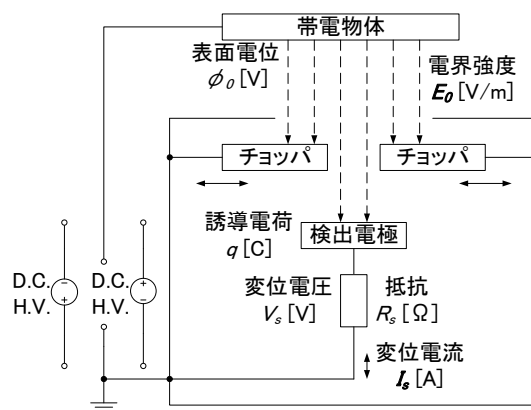 帯電物体
表面電位
ϕ₀ [V]
電界強度
E₀ [V/m]
チョッパ
チョッパ
誘導電荷
q [C]
検出電極
D.C.
H.V.
D.C.
H.V.
変位電圧
Vₛ [V]
抵抗
Rₛ [Ω]
変位電流
Iₛ [A]